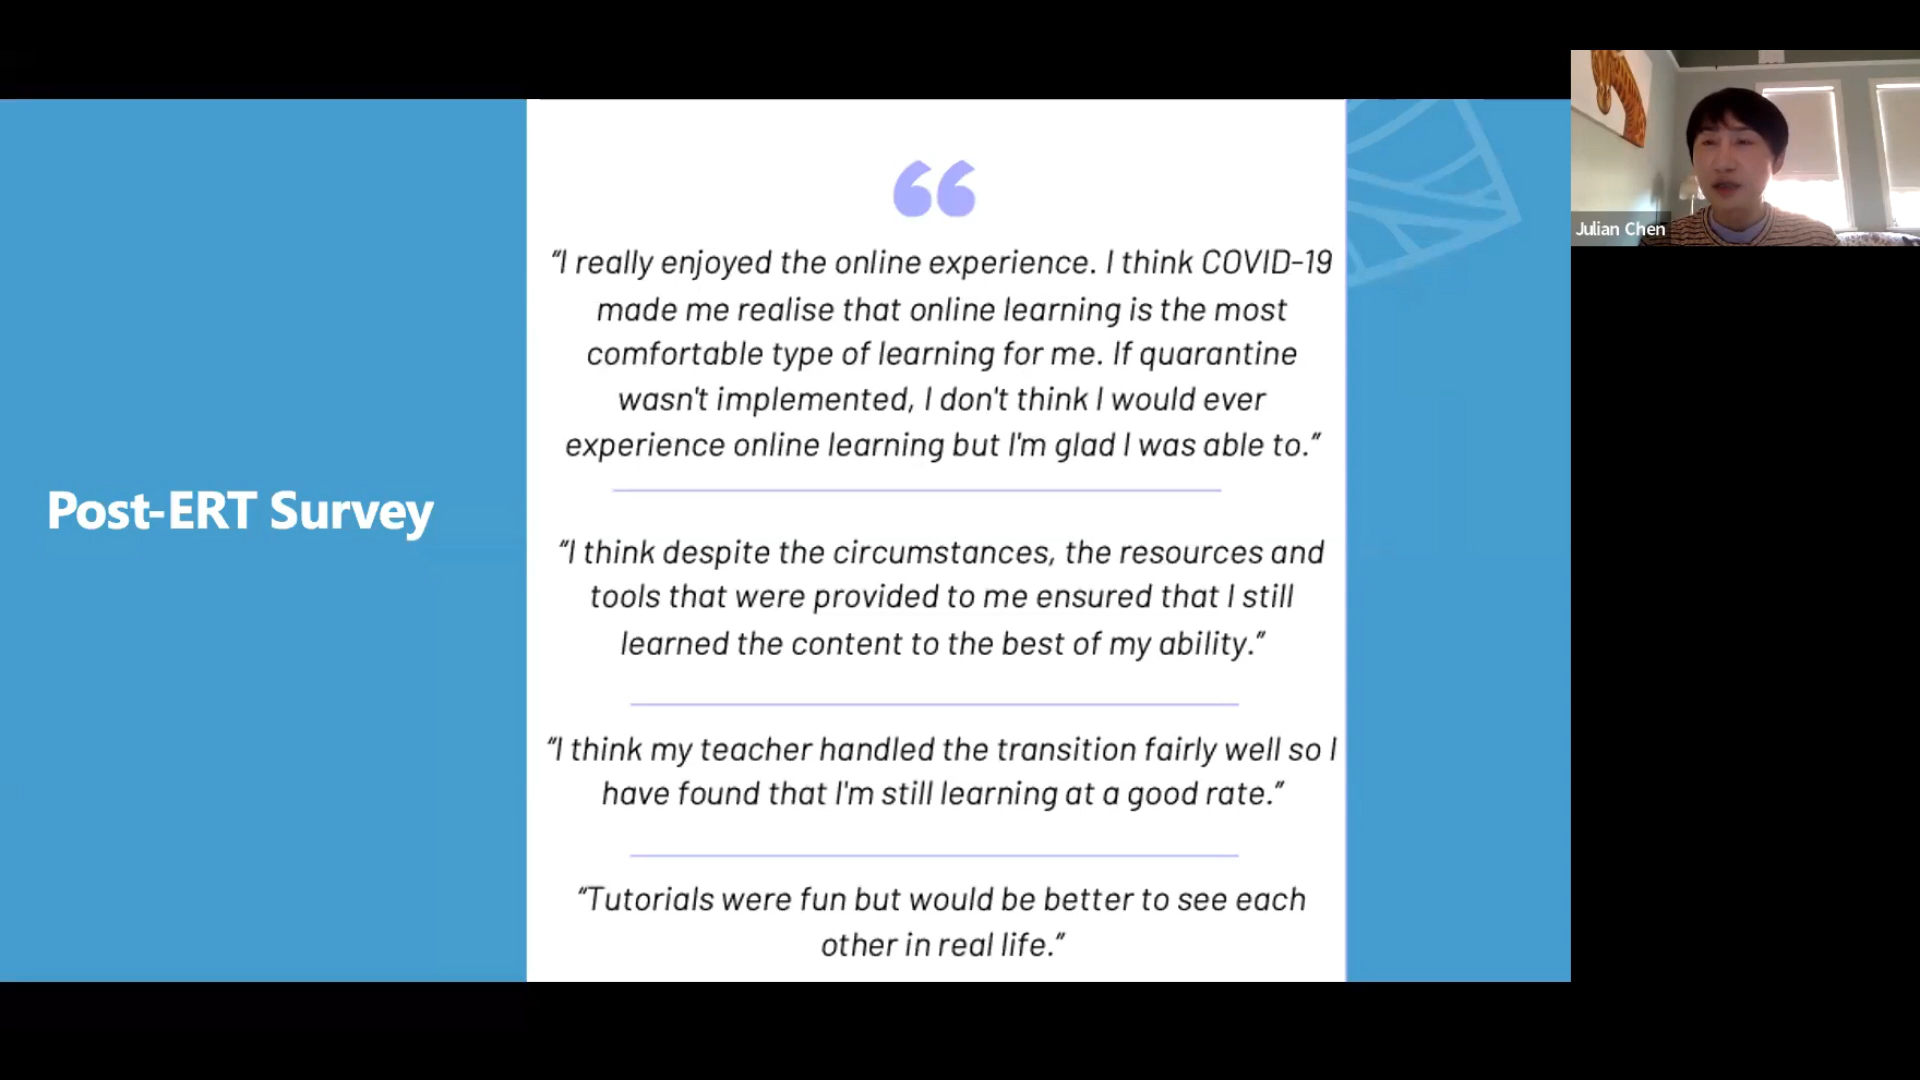 Post-ERT Survey
“
“I really enjoyed the online experience. I think COVID-19
made me realise that online learning is the most
comfortable type of learning for me. If quarantine
wasn't implemented, I don't think I would ever
experience online learning but I'm glad I was able to.”
“I think despite the circumstances, the resources and
tools that were provided to me ensured that I still
learned the content to the best of my ability.”
“I think my teacher handled the transition fairly well so I
have found that I'm still learning at a good rate.”
“Tutorials were fun but would be better to see each
other in real life.”
Julian Chen